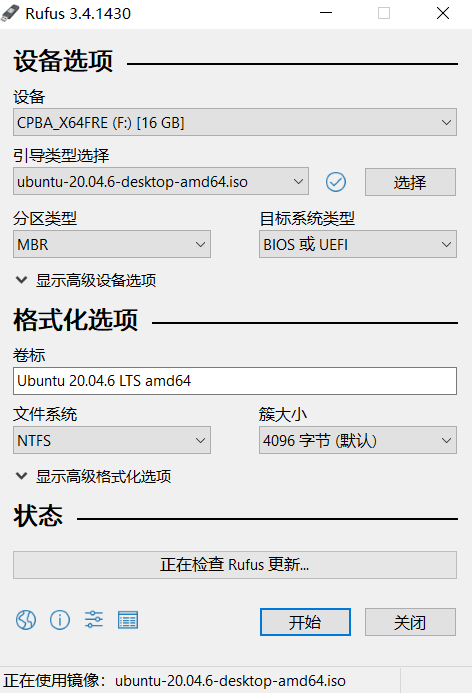 Rufus 3.4.1430
设备选项
设备
CPBA_X64FRE (F:) [16 GB]
引导类型选择
ubuntu-20.04.6-desktop-amd64.iso
选择
分区类型
目标系统类型
MBR
BIOS 或 UEFI
显示高级设备选项
格式化选项
卷标
Ubuntu 20.04.6 LTS amd64
文件系统
簇大小
NTFS
4096 字节 (默认)
显示高级格式化选项
状态
正在检查 Rufus 更新...
开始
关闭
正在使用镜像：ubuntu-20.04.6-desktop-amd64.iso